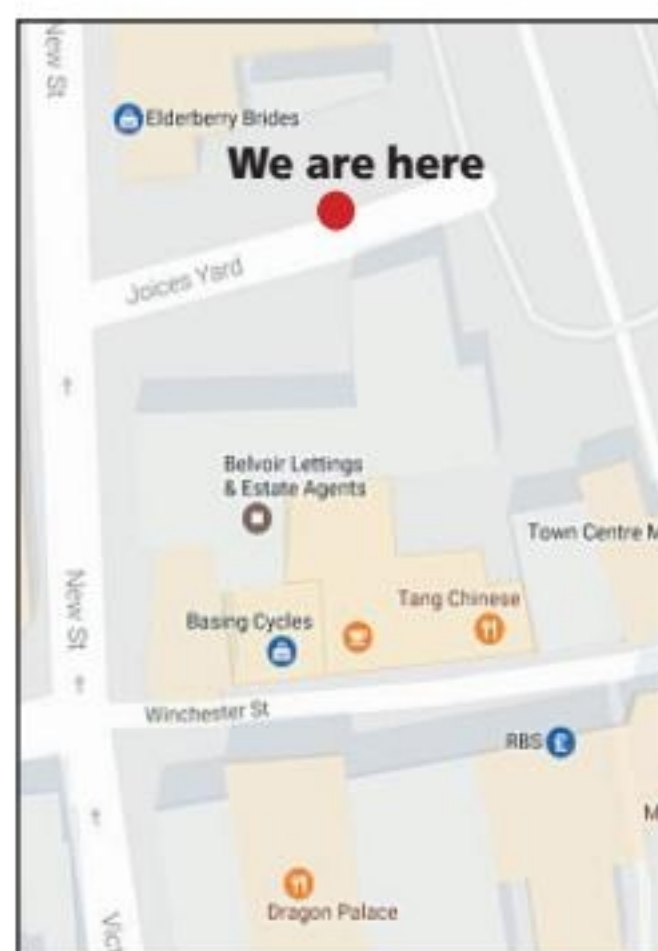 New St
Elderberry Brides
We are here
Joices Yard
Belvoir Lettings
& Estate Agents
Town Centre M
Tang Chinese
New St
Basing Cycles
Winchester St
RBS
£
M
Dragon Palace
Vict